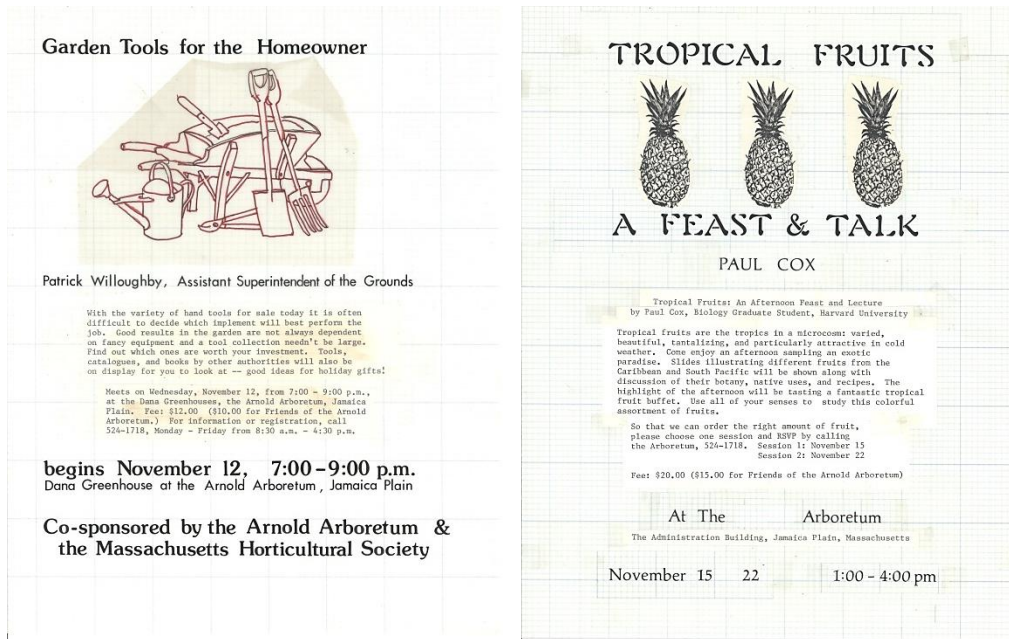 Garden Tools for the Homeowner
Patrick Willoughby, Assistant Superintendent of the Grounds
With the variety of hand tools for sale today it is often
difficult to decide which implement will best perform the
job. Good results in the garden are not always dependent
on fancy equipment and a tool collection needn't be large.
Find out which ones are worth your investment. Tools,
catalogues, and books by other authorities will also be
on display for you to look at -- good ideas for holiday gifts!
Meets on Wednesday, November 12, from 7:00 - 9:00 p.m.,
at the Dana Greenhouses, the Arnold Arboretum, Jamaica
Plain. Fee: $12.00 ($10.00 for Friends of the Arnold
Arboretum.) For information or registration, call
524-1718, Monday - Friday from 8:30 a.m. - 4:30 p.m.
begins November 12, 7:00-9:00 p.m.
Dana Greenhouse at the Arnold Arboretum, Jamaica Plain
Co-sponsored by the Arnold Arboretum &
the Massachusetts Horticultural Society
TROPICAL FRUITS
A FEAST & TALK
PAUL COX
Tropical Fruits: An Afternoon Feast and Lecture
by Paul Cox, Biology Graduate Student, Harvard University
Tropical fruits are the tropics in a microcosm: varied,
beautiful, tantalizing, and particularly attractive in cold
weather. Come enjoy an afternoon sampling an exotic
paradise. Slides illustrating different fruits from the
Caribbean and South Pacific will be shown along with
discussion of their botany, native uses, and recipes. The
highlight of the afternoon will be tasting a fantastic tropical
fruit buffet. Use all of your senses to study this colorful
assortment of fruits.
So that we can order the right amount of fruit,
please choose one session and RSVP by calling
the Arboretum, 524-1718. Session 1: November 15
Session 2: November 22
Fee: $20.00 ($15.00 for Friends of the Arnold Arboretum)
At The Arboretum
The Administration Building, Jamaica Plain, Massachusetts
November 15 22 1:00 - 4:00 pm